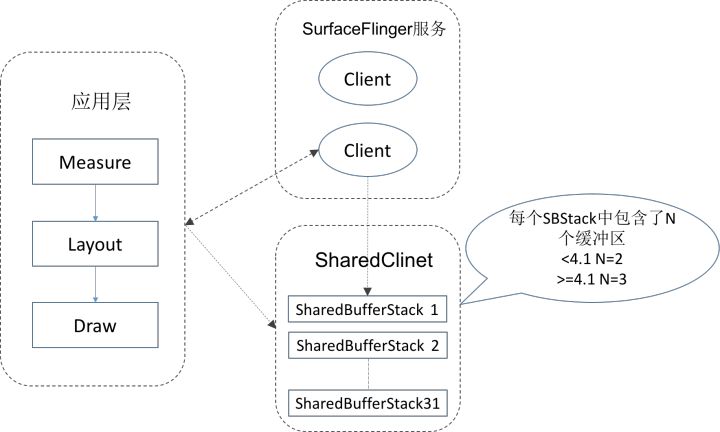 应用层
Measure
Layout
Draw
SurfaceFlinger服务
Client
Client
SharedClinet
SharedBufferStack 1
SharedBufferStack 2
SharedBufferStack31
每个SBStack中包含了N
个缓冲区
<4.1 N=2
>=4.1 N=3